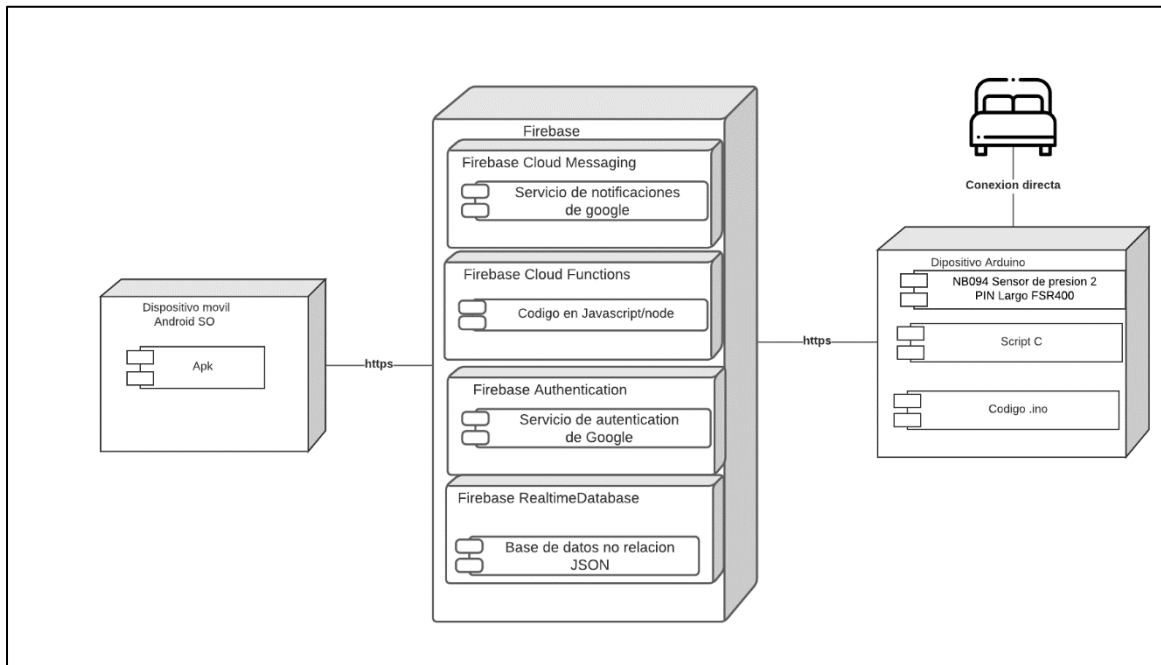 Firebase
Firebase Cloud Messaging
Servicio de notificaciones
de google
Firebase Cloud Functions
Codigo en Javascript/node
Firebase Authentication
Servicio de autentication
de Google
Firebase RealtimeDatabase
Base de datos no relacion
JSON
Dispositivo movil
Android SO
Apk
https
https
Conexion directa
Dipositivo Arduino
NB094 Sensor de presion 2
PIN Largo FSR400
Script C
Codigo .ino